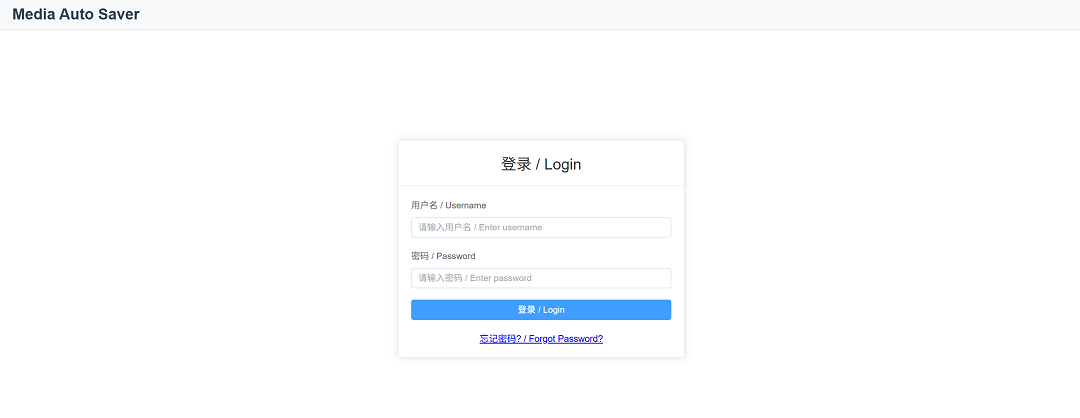 Media Auto Saver
登录 / Login
用户名 / Username
请输入用户名 / Enter username
密码 / Password
请输入密码 / Enter password
登录 / Login
忘记密码? / Forgot Password?